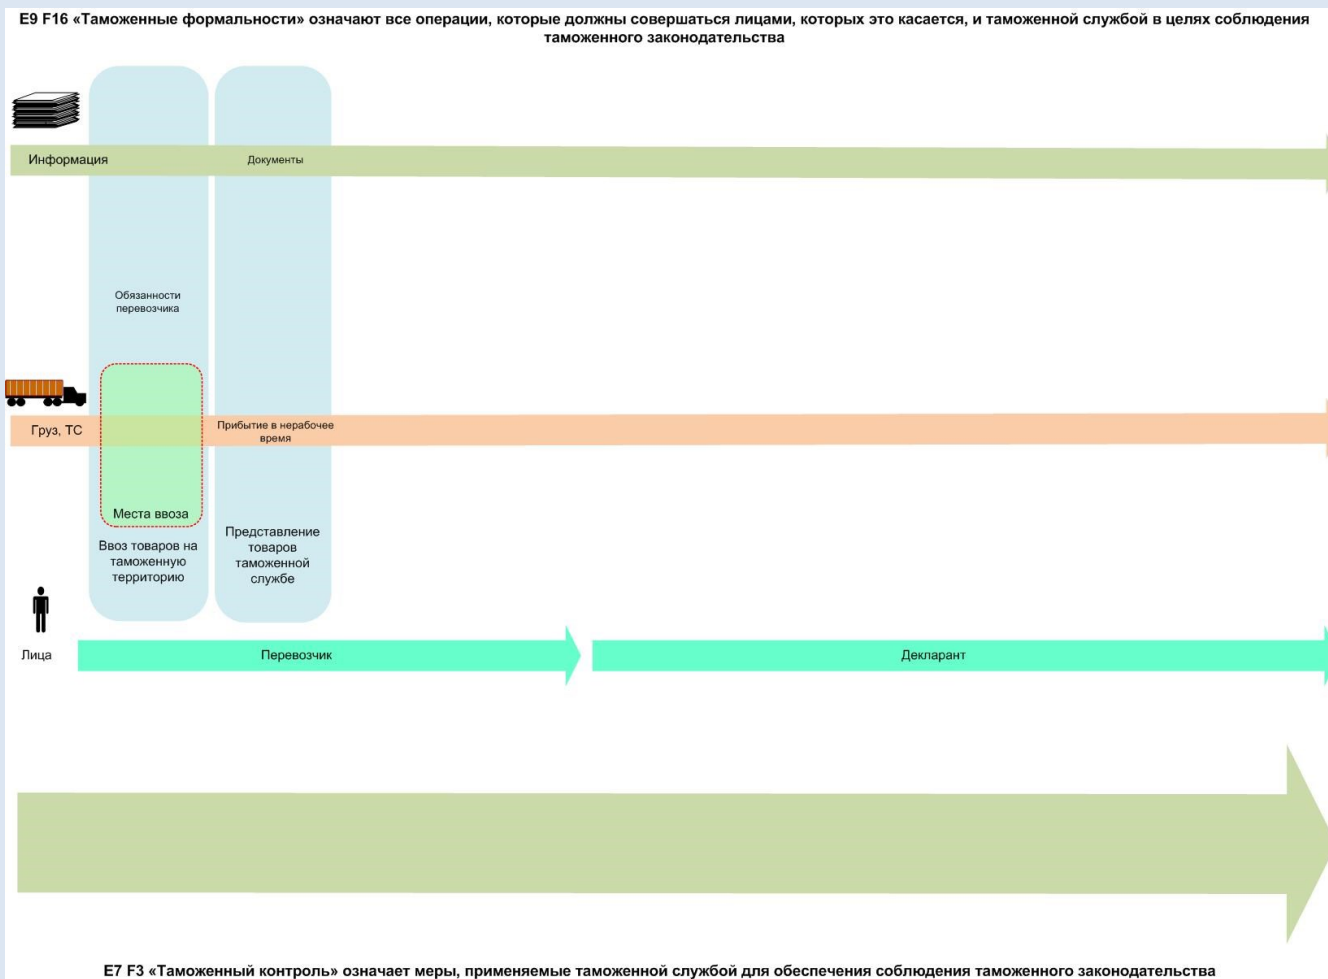 E9 F16 «Таможенные формальности» означают все операции, которые должны совершаться лицами, которых это касается, и таможенной службой в целях соблюдения
таможенного законодательства
Информация
Документы
Обязанности
перевозчика
Груз, ТС
Прибытие в нерабочее
время
Места ввоза
Ввоз товаров на
таможенную
территорию
Представление
товаров
таможенной
службе
Лица
Перевозчик
Декларант
E7 F3 «Таможенный контроль» означает меры, применяемые таможенной службой для обеспечения соблюдения таможенного законодательства